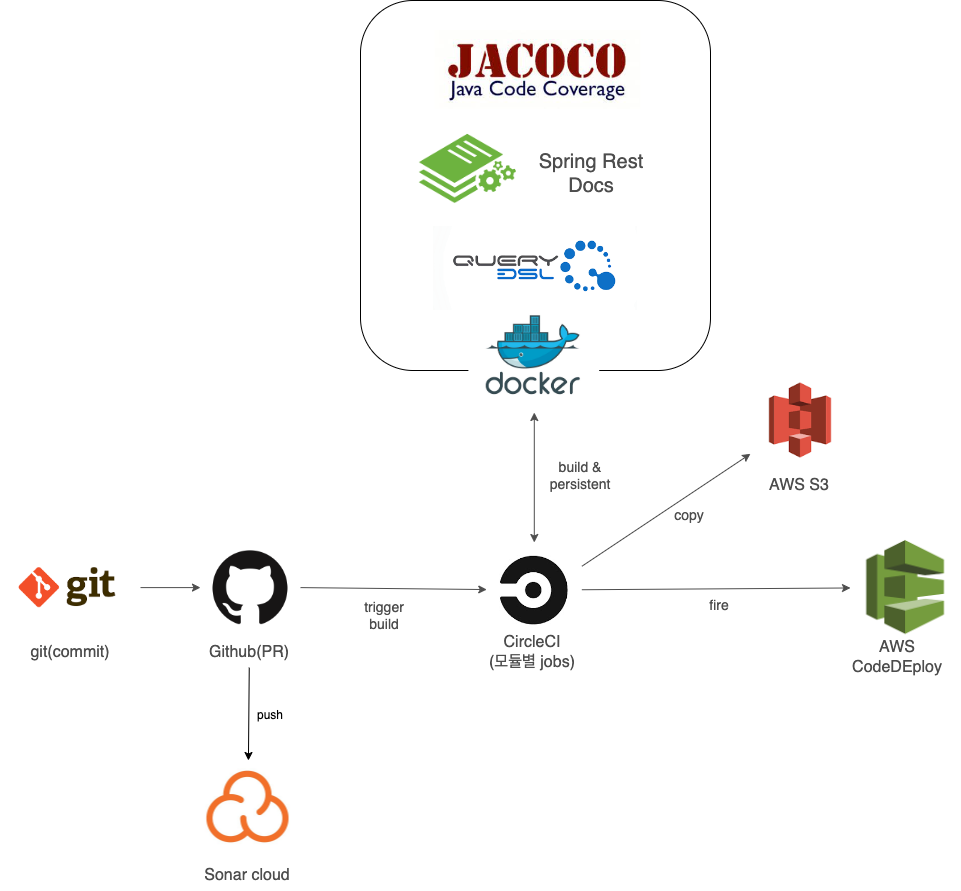 JACOCO
Java Code Coverage
Spring Rest
Docs
QUERY
DSL
docker
build &
persistent
AWS S3
copy
git
git(commit)
Github(PR)
trigger
build
CircleCI
(모듈별 jobs)
fire
AWS
CodeDEploy
push
Sonar cloud